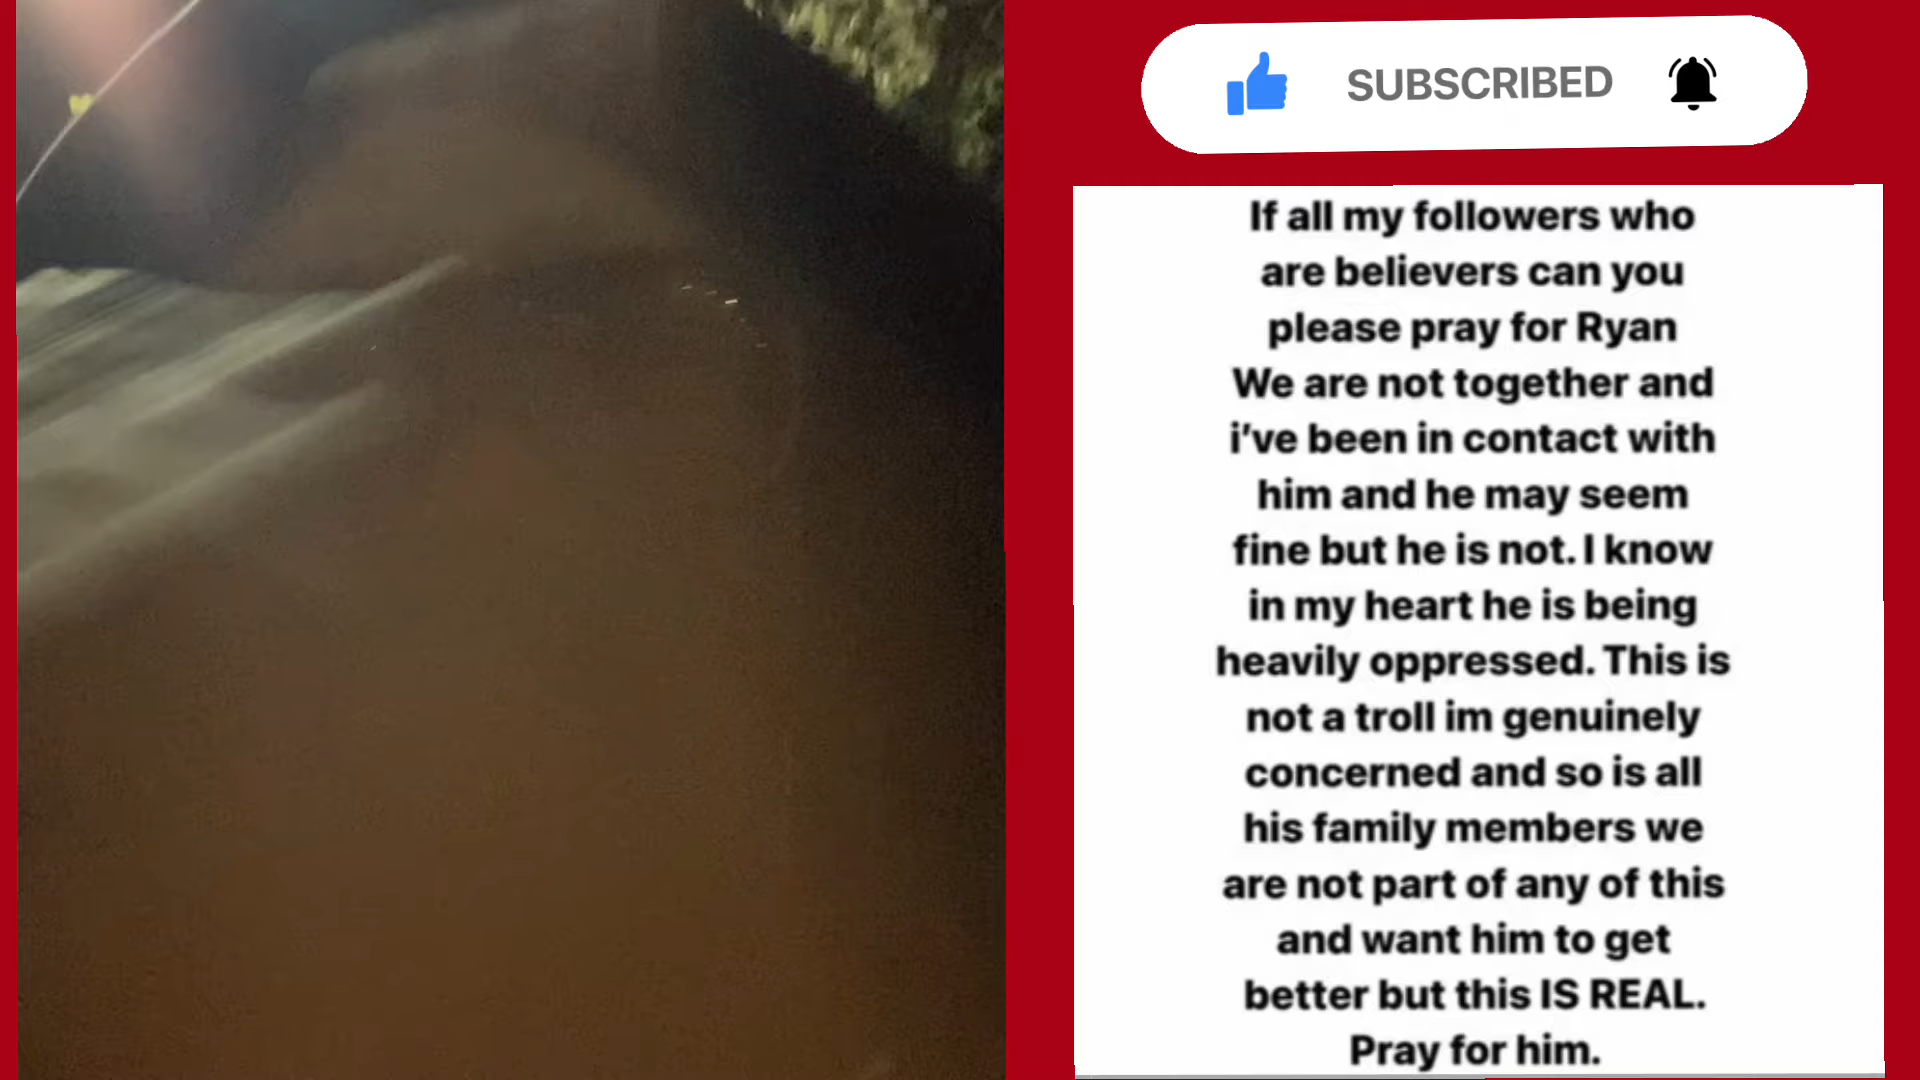 SUBSCRIBED
If all my followers who
are believers can you
please pray for Ryan
We are not together and
i’ve been in contact with
him and he may seem
fine but he is not. I know
in my heart he is being
heavily oppressed. This is
not a troll im genuinely
concerned and so is all
his family members we
are not part of any of this
and want him to get
better but this IS REAL.
Pray for him.